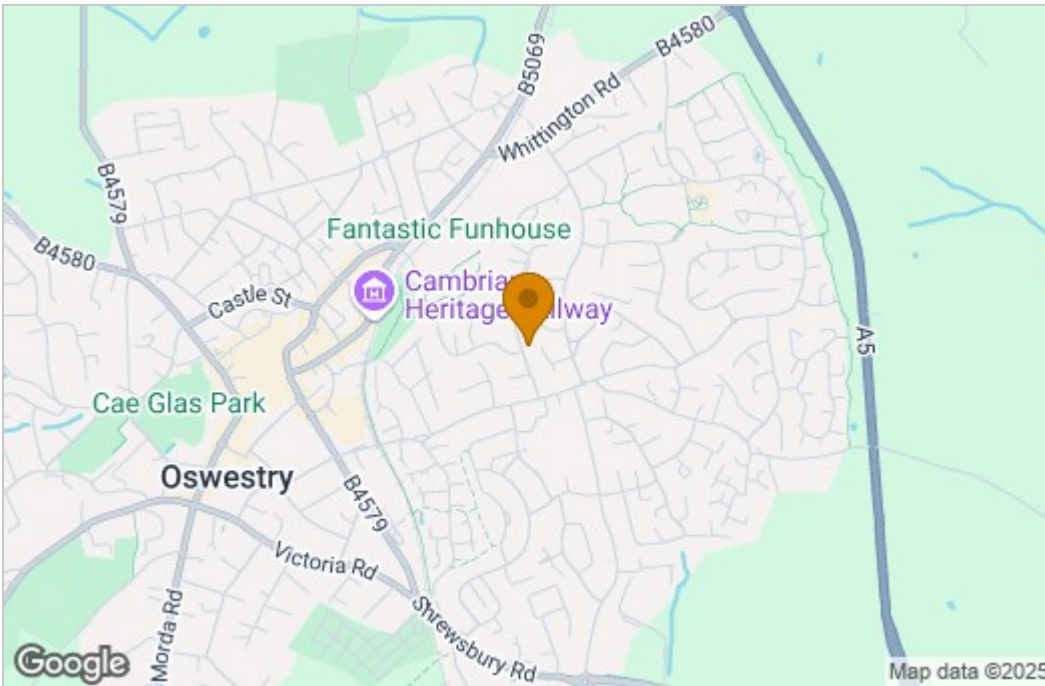 B5069
B4580
Whittington Rd
B4579
B4580
Fantastic Funhouse
Castle St
Cambrian
Heritage
A5
Cae Glas Park
Oswestry
B4579
Victoria Rd
Morda Rd
Shrewsbury Rd
Google
Map data ©2025